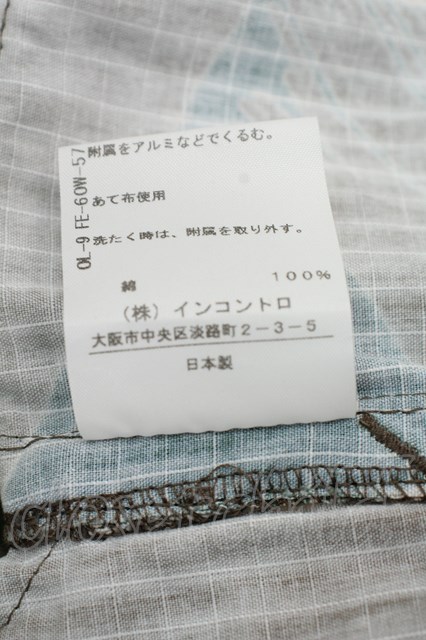 附属をアルミなどでくるむ。
あて布使用
洗たく時は、附属を取り外す。
綿 100%
(株) インコントロ
大阪市中央区淡路町2-3-5
日本製
OL-9 FE-60W-57